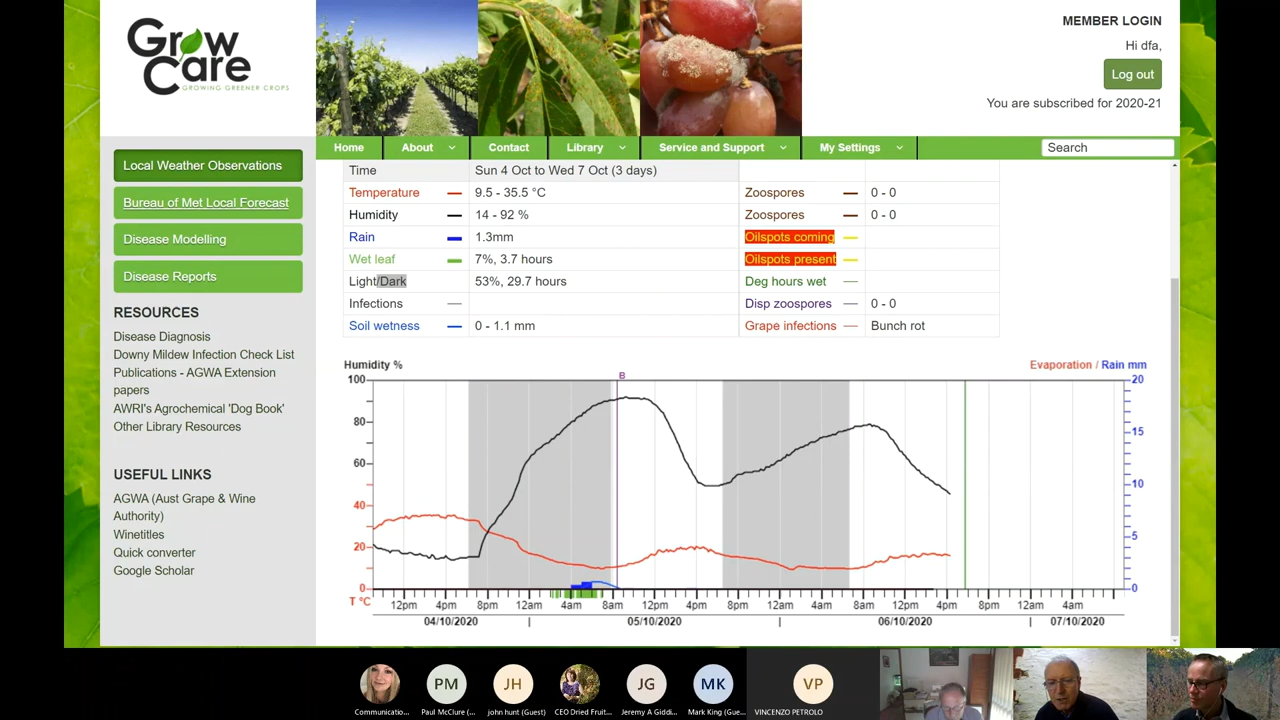 Grow
Care
GROWING GREENER CROPS
MEMBER LOGIN
Hi dfa,
Log out
You are subscribed for 2020-21
Home
About
Contact
Library
Service and Support
My Settings
Search
Local Weather Observations
Bureau of Met Local Forecast
Disease Modelling
Disease Reports
RESOURCES
Disease Diagnosis
Downy Mildew Infection Check List
Publications - AGWA Extension
papers
AWRI's Agrochemical 'Dog Book'
Other Library Resources
USEFUL LINKS
AGWA (Aust Grape & Wine
Authority)
Winetitles
Quick converter
Google Scholar
Time Sun 4 Oct to Wed 7 Oct (3 days)
Temperature 9.5 - 35.5 °C Zoospores 0 - 0
Humidity 14 - 92 % Zoospores 0 - 0
Rain 1.3mm Oilspots coming
Wet leaf 7%, 3.7 hours Oilspots present
Light/Dark 53%, 29.7 hours Deg hours wet
Infections Disp zoospores 0 - 0
Soil wetness 0 - 1.1 mm Grape infections Bunch rot
Humidity % Evaporation / Rain mm
B
100 20
80 15
60 10
40 5
20
0 0
T °C
12pm 4pm 8pm 12am 4am 8am 12pm 4pm 8pm 12am 4am 8am 12pm 4pm 8pm 12am 4am
04/10/2020 | 05/10/2020 | 06/10/2020 | 07/10/2020
PM JH JG MK VP
Communicatio... Paul McClure (... john hunt (Guest) CEO Dried Fruit... Jeremy A Giddi... Mark King (Gue... VINCENZO PETROLO